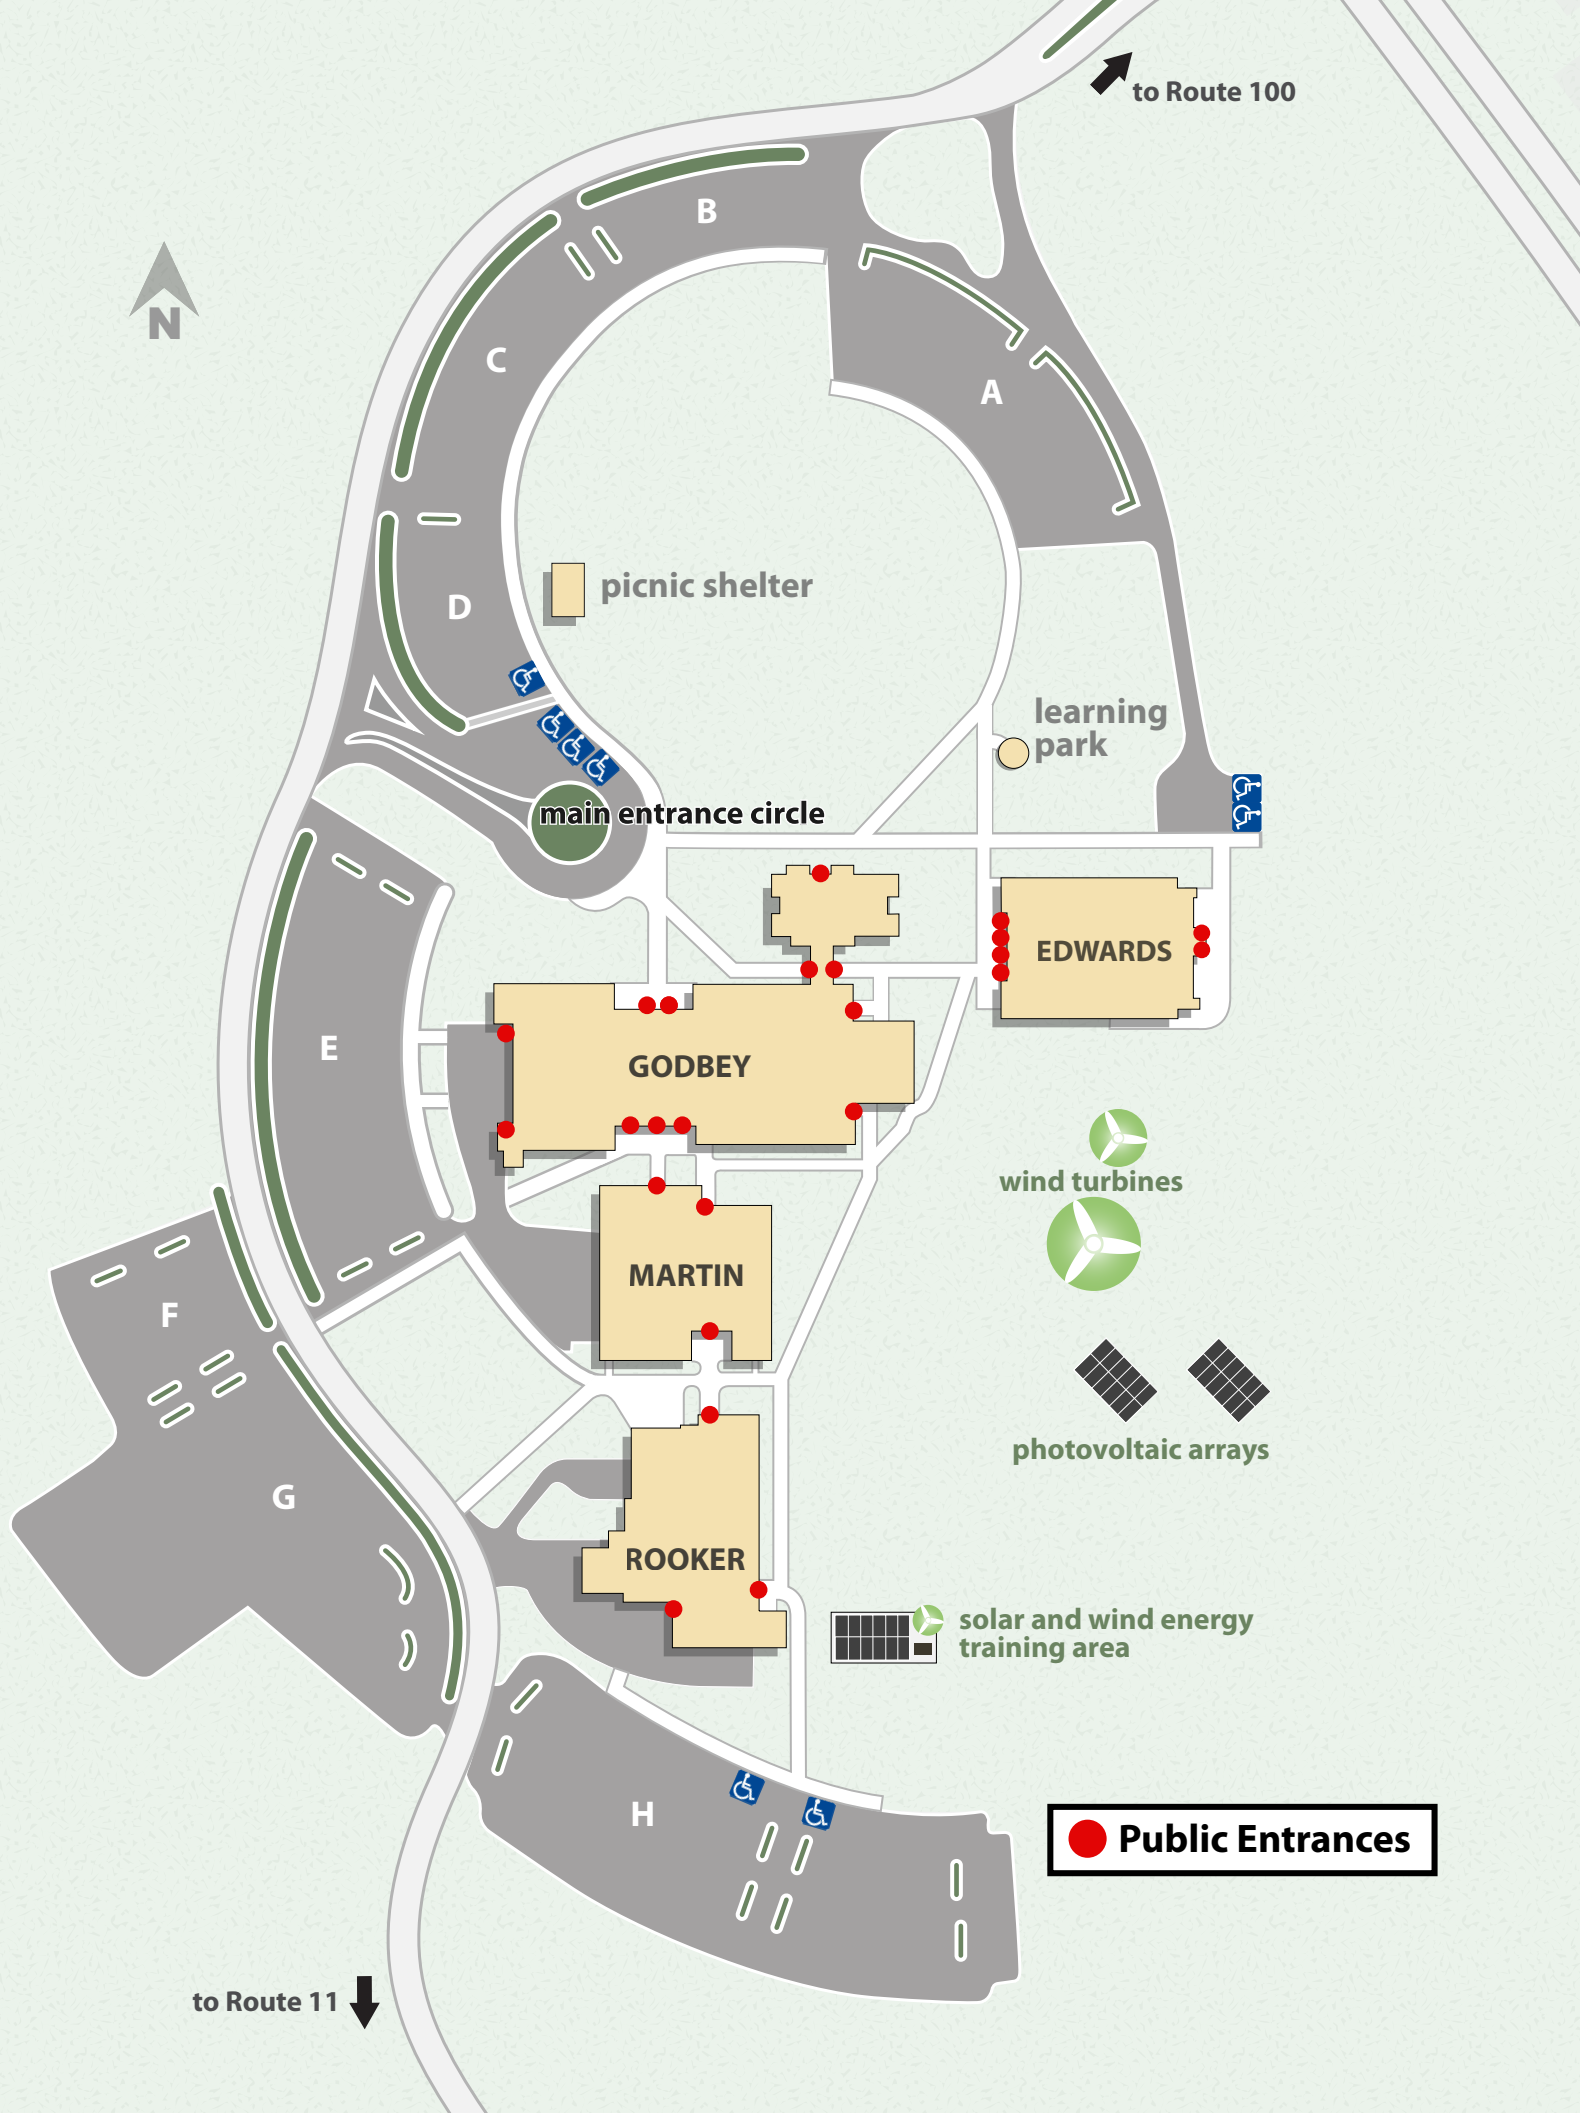 to Route 100
B
N
C
A
picnic shelter
D
learning
park
main entrance circle
EDWARDS
E
GODBEY
wind turbines
MARTIN
F
photovoltaic arrays
G
ROOKER
solar and wind energy
training area
H
Public Entrances
to Route 11